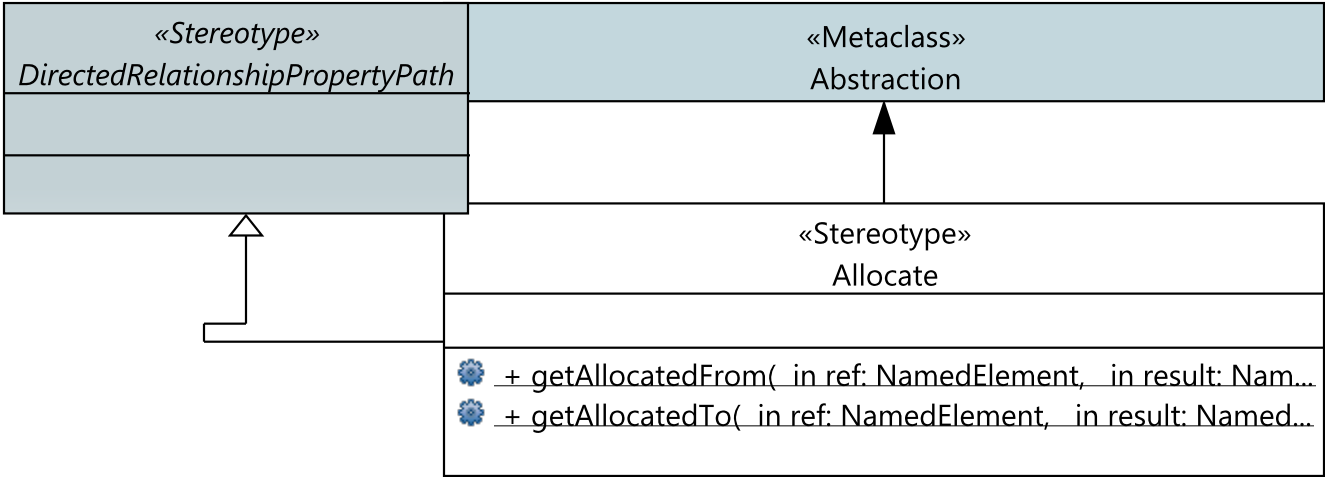 «Stereotype»
DirectedRelationshipPropertyPath
«Metaclass»
Abstraction
«Stereotype»
Allocate
+ getAllocatedFrom( in ref: NamedElement, in result: Nam...
+ getAllocatedTo( in ref: NamedElement, in result: Named...